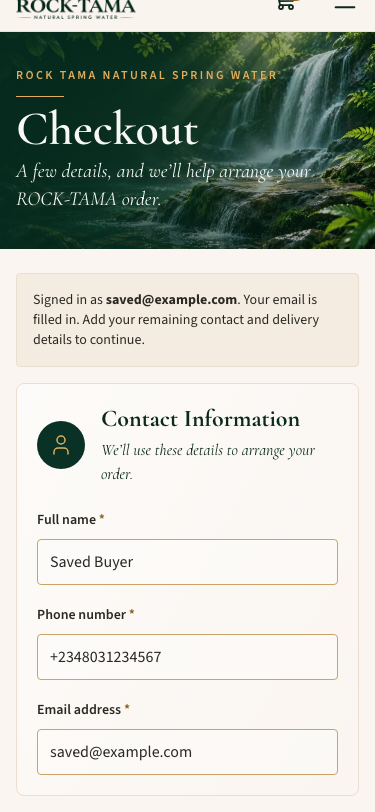 ROCK-TAMA
NATURAL SPRING WATER
ROCK TAMA NATURAL SPRING WATER
Checkout
A few details, and we’ll help arrange your
ROCK-TAMA order.
Signed in as saved@example.com. Your email is
filled in. Add your remaining contact and delivery
details to continue.
Contact Information
We’ll use these details to arrange your
order.
Full name *
Saved Buyer
Phone number *
+2348031234567
Email address *
saved@example.com